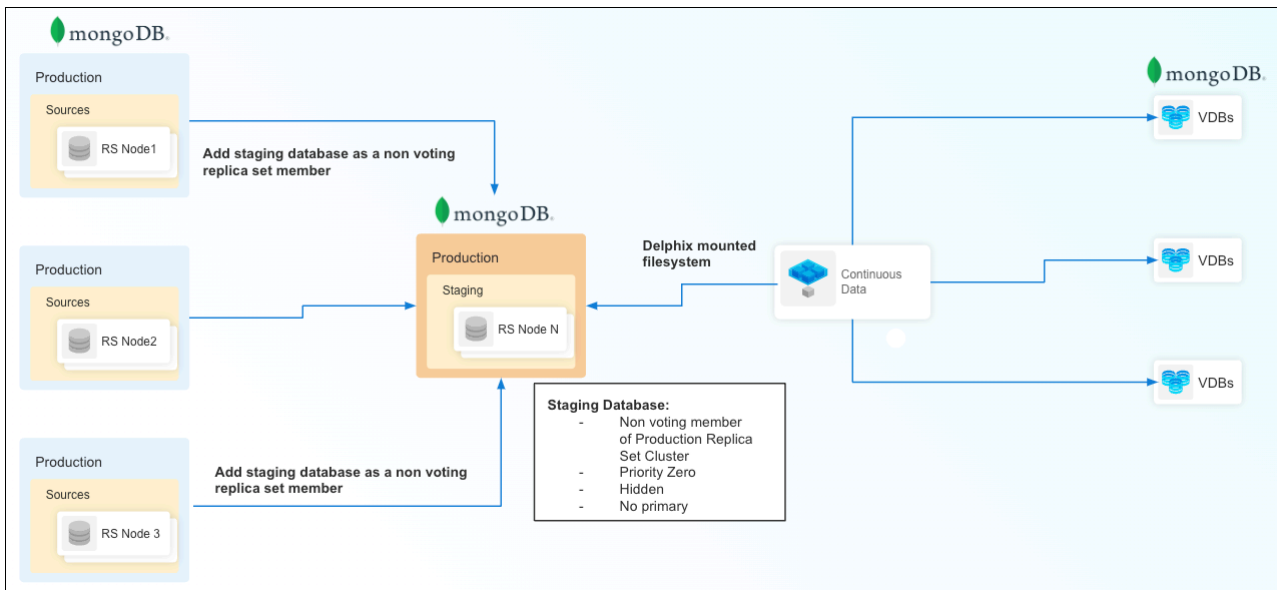 mongoDB.
Production
Sources
RS Node1
Add staging database as a non voting
replica set member
Production
Sources
RS Node2
Production
Sources
RS Node 3
Add staging database as a non voting
replica set member
mongoDB.
Production
Staging
RS Node N
Staging Database:
- Non voting member
of Production Replica
Set Cluster
- Priority Zero
- Hidden
- No primary
Delphix mounted
filesystem
Continuous
Data
mongoDB.
VDBs
VDBs
VDBs